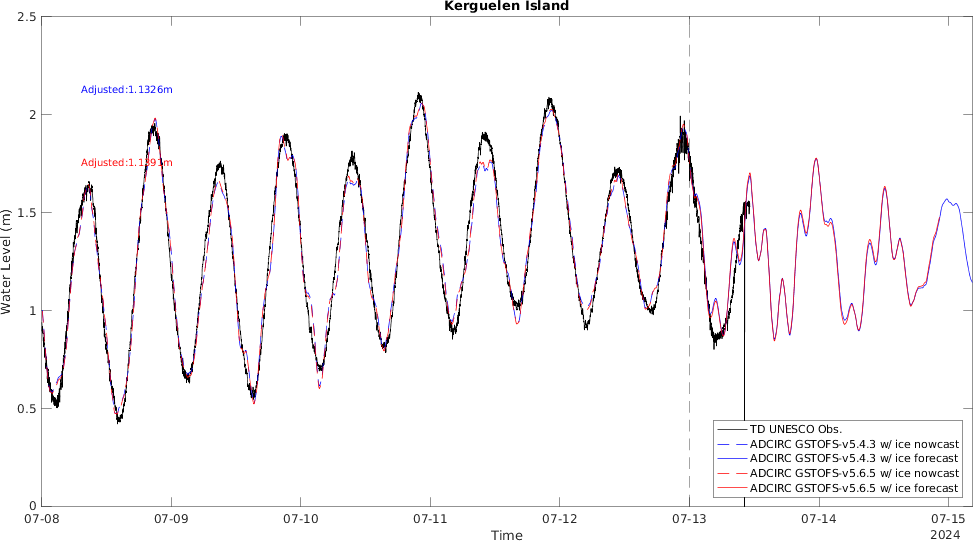 Kerguelen Island
2.5
Adjusted:1.1326m
2
Adjusted:1.1391m
1.5
Water Level (m)
1
0.5
TD UNESCO Obs.
ADCIRC GSTOFS-v5.4.3 w/ ice nowcast
ADCIRC GSTOFS-v5.4.3 w/ ice forecast
ADCIRC GSTOFS-v5.6.5 w/ ice nowcast
ADCIRC GSTOFS-v5.6.5 w/ ice forecast
0
07-08 07-09 07-10 07-11 07-12 07-13 07-14 07-15
Time
2024